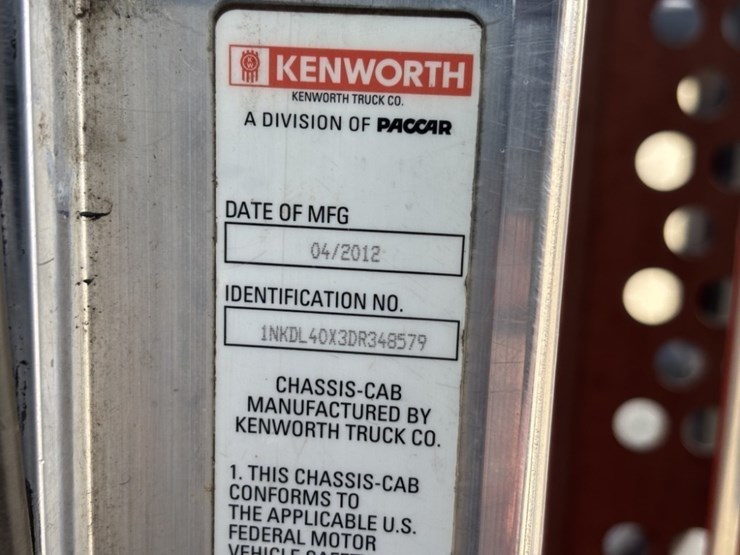 KENWORTH
KENWORTH TRUCK CO.
A DIVISION OF PACCAR
DATE OF MFG
04/2012
IDENTIFICATION NO.
1NKDL40X3DR348579
CHASSIS-CAB
MANUFACTURED BY
KENWORTH TRUCK CO.
1. THIS CHASSIS-CAB
CONFORMS TO
THE APPLICABLE U.S.
FEDERAL MOTOR
VEHICLE